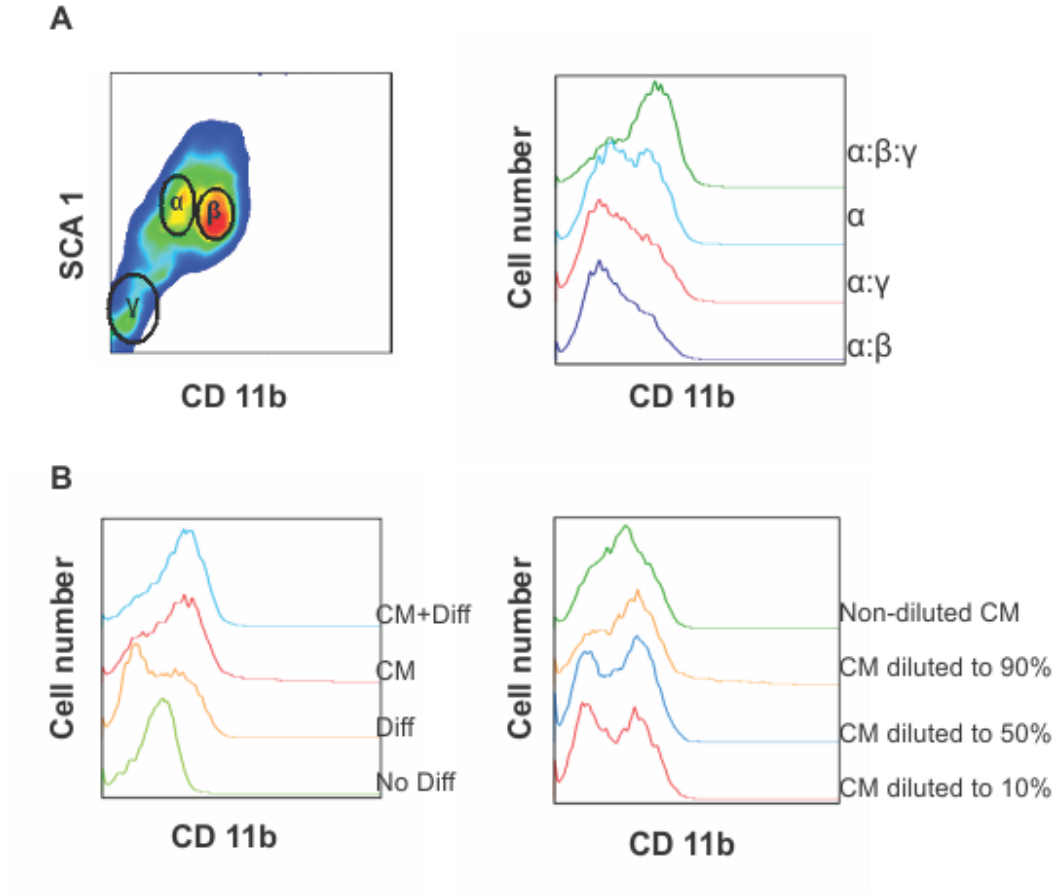 A
SCA 1
α
β
γ
CD 11b
Cell number
α:β:γ
α
α:γ
α:β
CD 11b
B
Cell number
CM+Diff
CM
Diff
No Diff
CD 11b
Cell number
Non-diluted CM
CM diluted to 90%
CM diluted to 50%
CM diluted to 10%
CD 11b